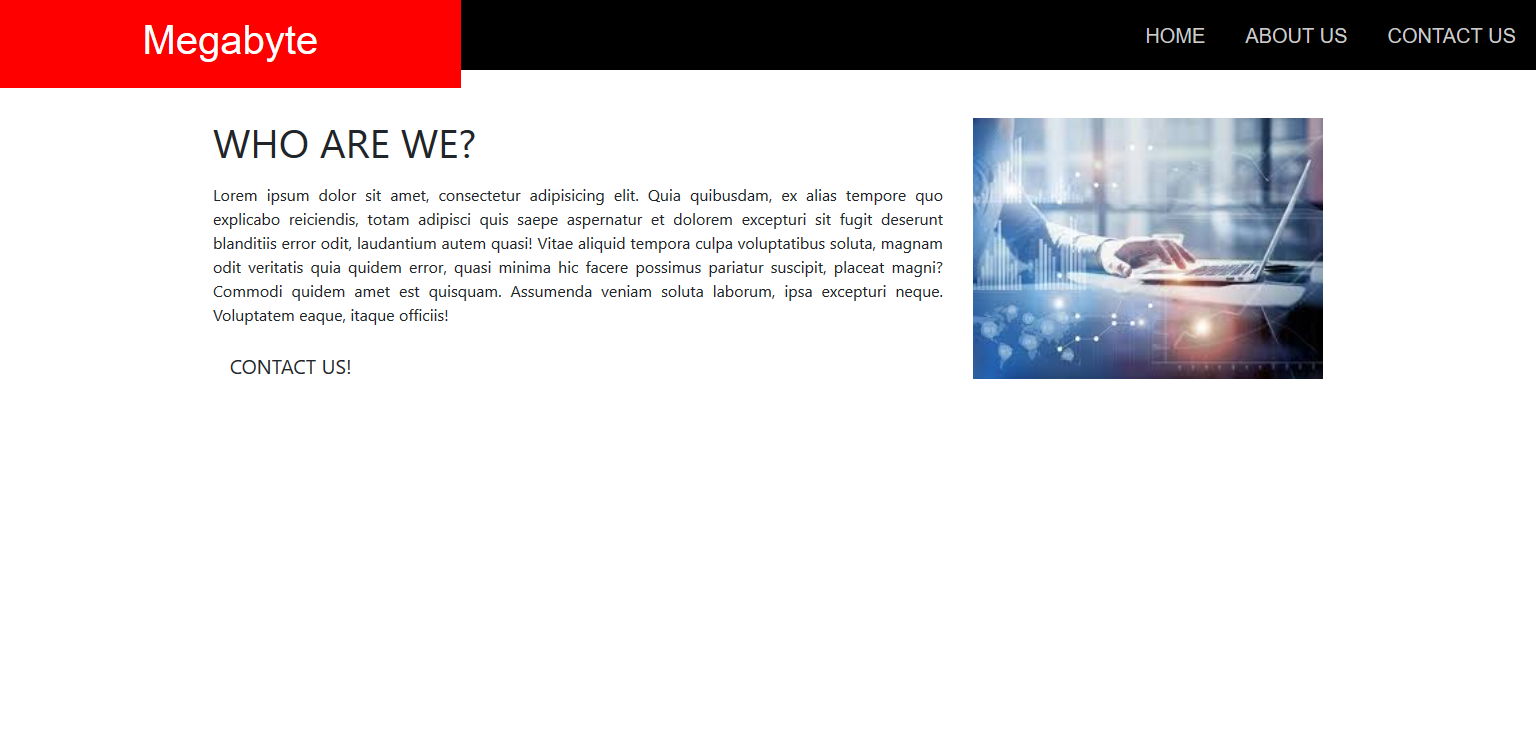 Megabyte
HOME ABOUT US CONTACT US
WHO ARE WE?
Lorem ipsum dolor sit amet, consectetur adipisicing elit. Quia quibusdam, ex alias tempore quo
explicabo reiciendis, totam adipisci quis saepe aspernatur et dolorem excepturi sit fugit deserunt
blanditiis error odit, laudantium autem quasi! Vitae aliquid tempora culpa voluptatibus soluta, magnam
odit veritatis quia quidem error, quasi minima hic facere possimus pariatur suscipit, placeat magni?
Commodi quidem amet est quisquam. Assumenda veniam soluta laborum, ipsa excepturi neque.
Voluptatem eaque, itaque officiis!
CONTACT US!